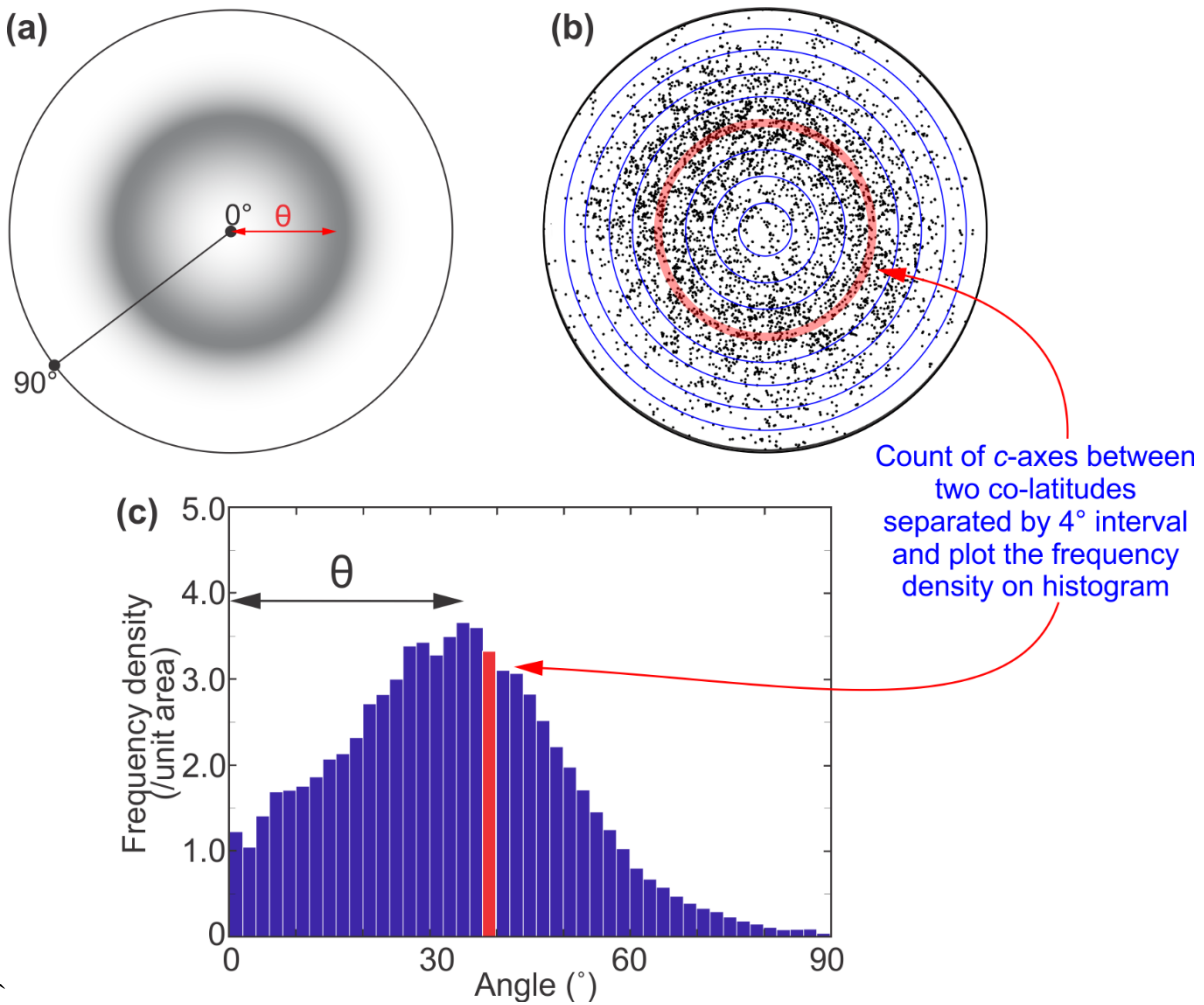 (a)
0°
θ
90°
(b)
Count of c-axes between
two co-latitudes
separated by 4° interval
and plot the frequency
density on histogram
(c)
5.0
4.0
3.0
2.0
1.0
0
Frequency density
(/unit area)
θ
0
30
60
90
Angle (°)